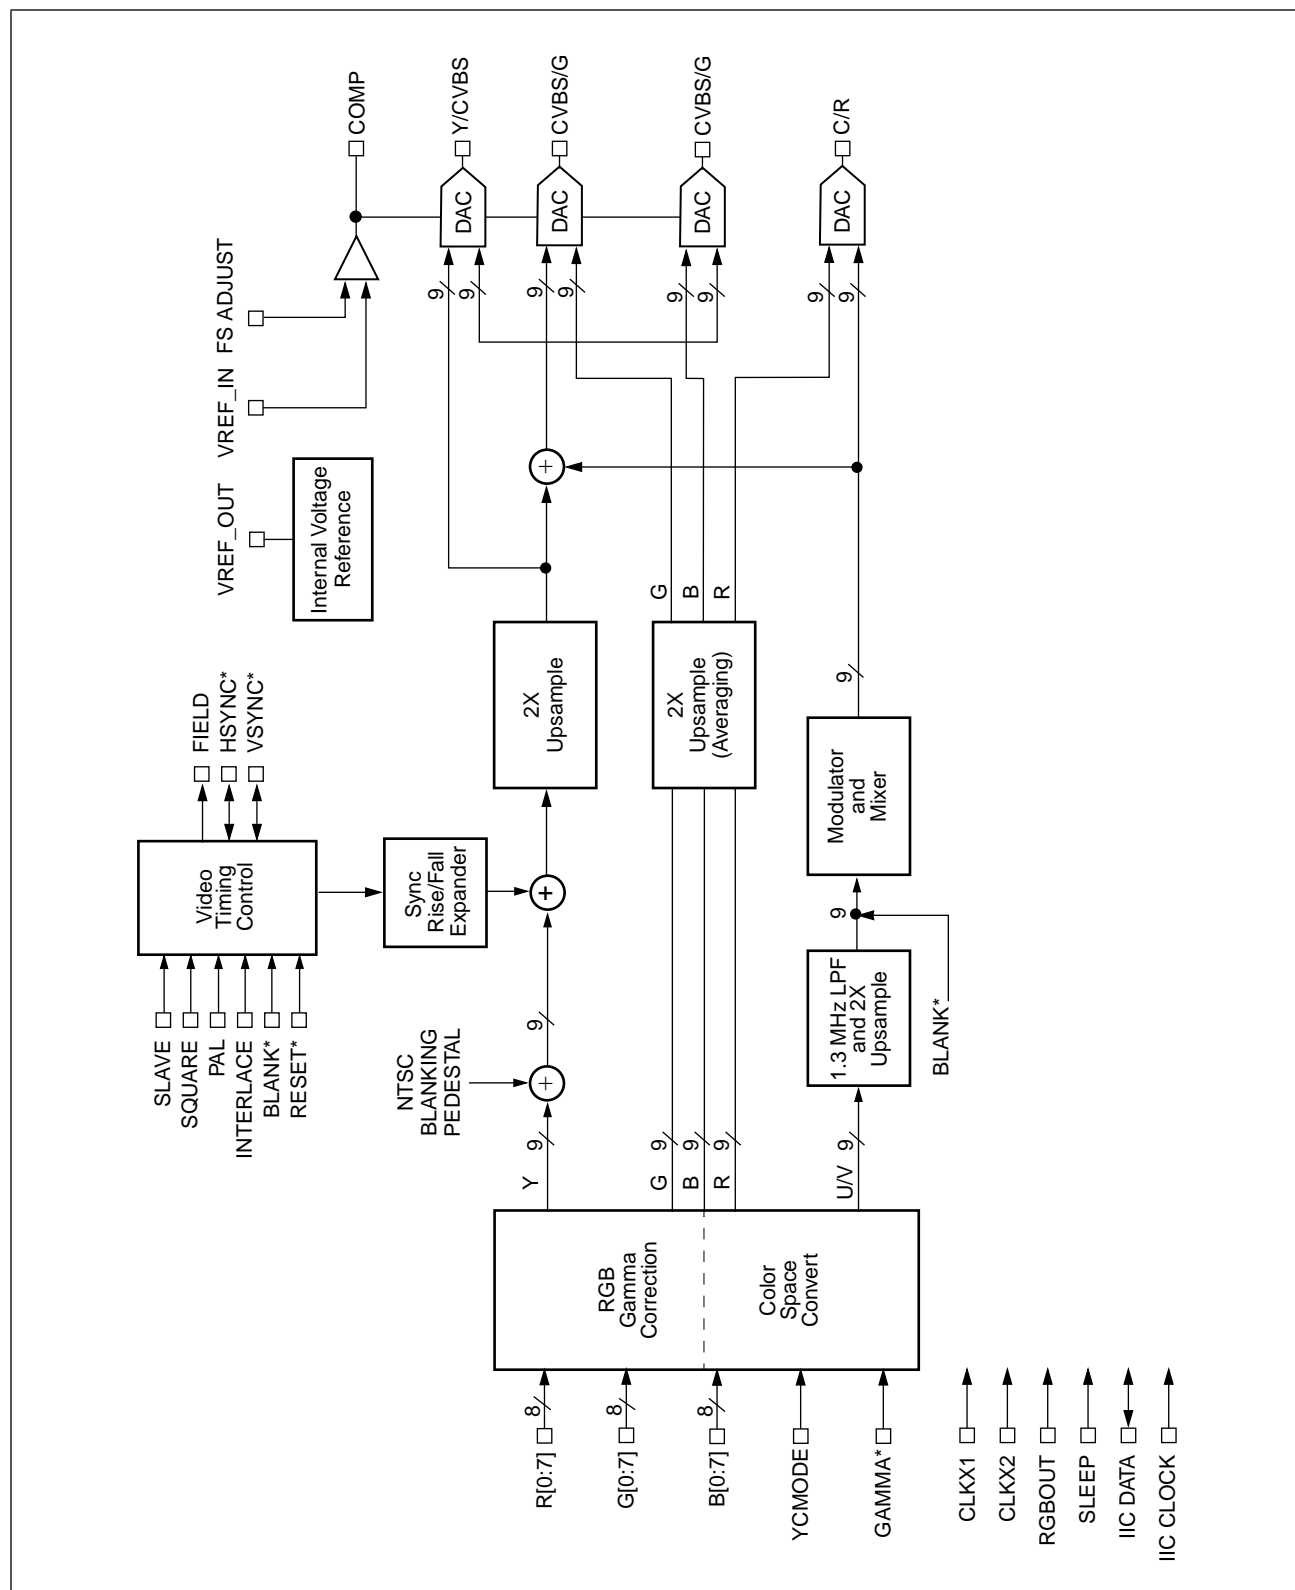 R[0:7]
8
G[0:7]
8
B[0:7]
8
YCMODE
GAMMA*
CLKX1
CLKX2
RGBOUT
SLEEP
IIC DATA
IIC CLOCK
RGB
Gamma
Correction
Color
Space
Convert
Y
9
G
9
B
9
R
9
U/V
9
NTSC
BLANKING
PEDESTAL
+
9
SLAVE
SQUARE
PAL
INTERLACE
BLANK*
RESET*
Video
Timing
Control
FIELD
HSYNC*
VSYNC*
Sync
Rise/Fall
Expander
+
1.3 MHz LPF
and 2X
Upsample
BLANK*
9
Modulator
and
Mixer
9
2X
Upsample
2X
Upsample
(Averaging)
G
B
R
VREF_OUT
Internal Voltage
Reference
VREF_IN
FS ADJUST
+
9
9
9
9
9
9
9
9
DAC
DAC
DAC
DAC
COMP
Y/CVBS
CVBS/G
CVBS/G
C/R